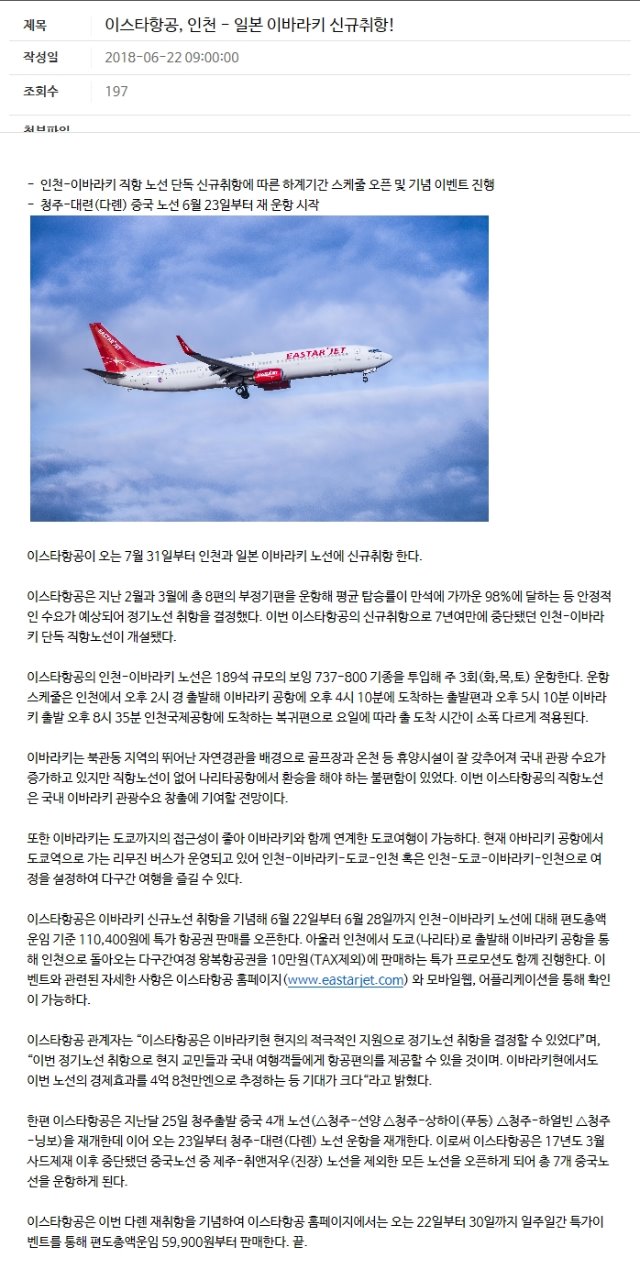 제목 이스타항공, 인천 - 일본 이바라키 신규취항!
작성일 2018-06-22 09:00:00
조회수 197
첨부파일
- 인천-이바라키 직항 노선 단독 신규취항에 따른 하계기간 스케줄 오픈 및 기념 이벤트 진행
- 청주-대련(다롄) 중국 노선 6월 23일부터 재 운항 시작
EASTAR JET
이스타항공이 오는 7월 31일부터 인천과 일본 이바라키 노선에 신규취항 한다.
이스타항공은 지난 2월과 3월에 총 8편의 부정기편을 운항해 평균 탑승률이 만석에 가까운 98%에 달하는 등 안정적
인 수요가 예상되어 정기노선 취항을 결정했다. 이번 이스타항공의 신규취항으로 7년여만에 중단됐던 인천-이바라
키 단독 직항노선이 개설됐다.
이스타항공의 인천-이바라키 노선은 189석 규모의 보잉 737-800 기종을 투입해 주 3회(화,목,토) 운항한다. 운항
스케줄은 인천에서 오후 2시 경 출발해 이바라키 공항에 오후 4시 10분에 도착하는 출발편과 오후 5시 10분 이바라
키 출발 오후 8시 35분 인천국제공항에 도착하는 복귀편으로 요일에 따라 출 도착 시간이 소폭 다르게 적용된다.
이바라키는 북관동 지역의 뛰어난 자연경관을 배경으로 골프장과 온천 등 휴양시설이 잘 갖추어져 국내 관광 수요가
증가하고 있지만 직항노선이 없어 나리타공항에서 환승을 해야 하는 불편함이 있었다. 이번 이스타항공의 직항노선
은 국내 이바라키 관광수요 창출에 기여할 전망이다.
또한 이바라키는 도쿄까지의 접근성이 좋아 이바라키와 함께 연계한 도쿄여행이 가능하다. 현재 아바리키 공항에서
도쿄역으로 가는 리무진 버스가 운영되고 있어 인천-이바라키-도쿄-인천 혹은 인천-도쿄-이바라키-인천으로 여
정을 설정하여 다구간 여행을 즐길 수 있다.
이스타항공은 이바라키 신규노선 취항을 기념해 6월 22일부터 6월 28일까지 인천-이바라키 노선에 대해 편도총액
운임 기준 110,400원에 특가 항공권 판매를 오픈한다. 아울러 인천에서 도쿄(나리타)로 출발해 이바라키 공항을 통
해 인천으로 돌아오는 다구간여정 왕복항공권을 10만원(TAX제외)에 판매하는 특가 프로모션도 함께 진행한다. 이
벤트와 관련된 자세한 사항은 이스타항공 홈페이지(www.eastarjet.com) 와 모바일웹, 어플리케이션을 통해 확인
이 가능하다.
이스타항공 관계자는 “이스타항공은 이바라키현 현지의 적극적인 지원으로 정기노선 취항을 결정할 수 있었다”며,
“이번 정기노선 취항으로 현지 교민들과 국내 여행객들에게 항공편의를 제공할 수 있을 것이며. 이바라키현에서도
이번 노선의 경제효과를 4억 8천만엔으로 추정하는 등 기대가 크다“라고 밝혔다.
한편 이스타항공은 지난달 25일 청주출발 중국 4개 노선(△청주-선양 △청주-상하이(푸동) △청주-하얼빈 △청주
-닝보)을 재개한데 이어 오는 23일부터 청주-대련(다롄) 노선 운항을 재개한다. 이로써 이스타항공은 17년도 3월
사드제재 이후 중단됐던 중국노선 중 제주-취앤저우(진쟝) 노선을 제외한 모든 노선을 오픈하게 되어 총 7개 중국노
선을 운항하게 된다.
이스타항공은 이번 다롄 재취항을 기념하여 이스타항공 홈페이지에서는 오는 22일부터 30일까지 일주일간 특가이
벤트를 통해 편도총액운임 59,900원부터 판매한다. 끝.